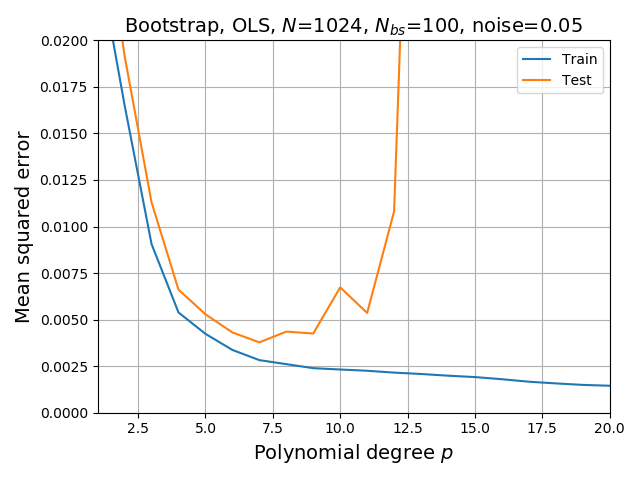 Bootstrap, OLS, N=1024, N_bs=100, noise=0.05
Train
Test
Mean squared error
0.0200
0.0175
0.0150
0.0125
0.0100
0.0075
0.0050
0.0025
0.0000
2.5 5.0 7.5 10.0 12.5 15.0 17.5 20.0
Polynomial degree p